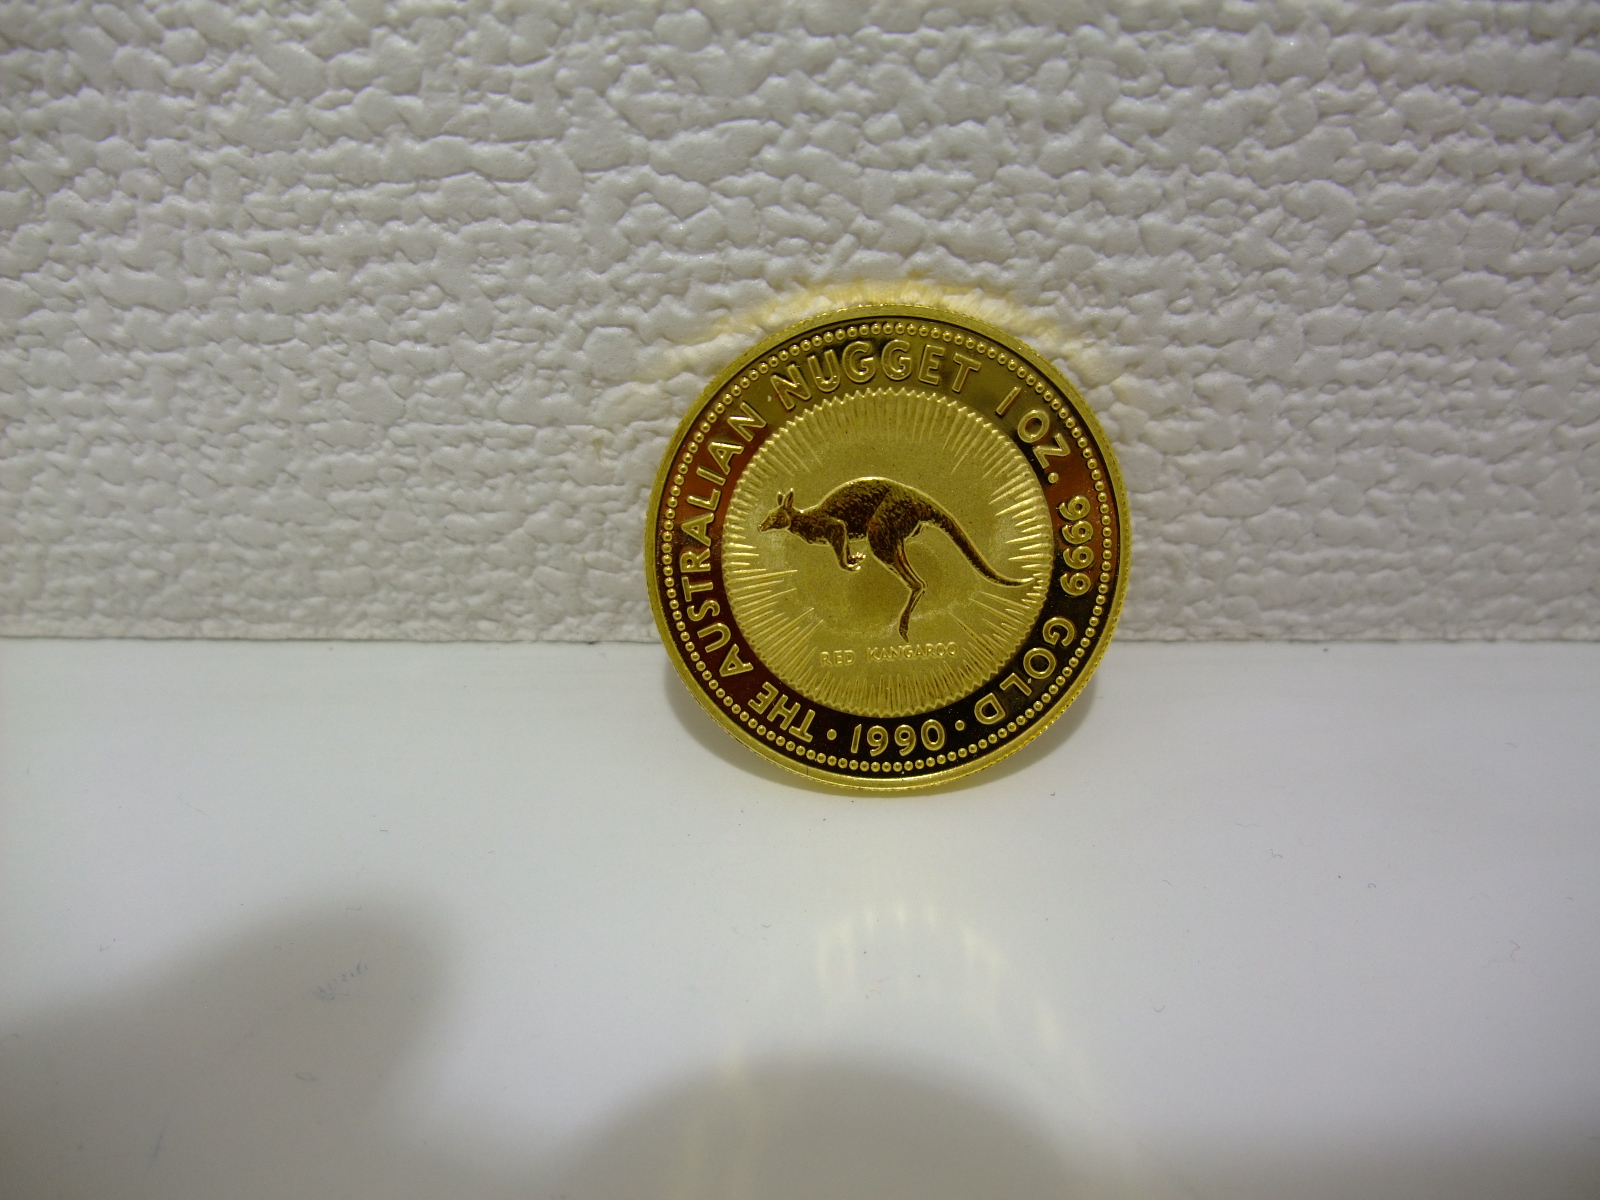 THE AUSTRALIAN NUGGET 1 OZ. 9999 GOLD · 1990 ·
RED KANGAROO